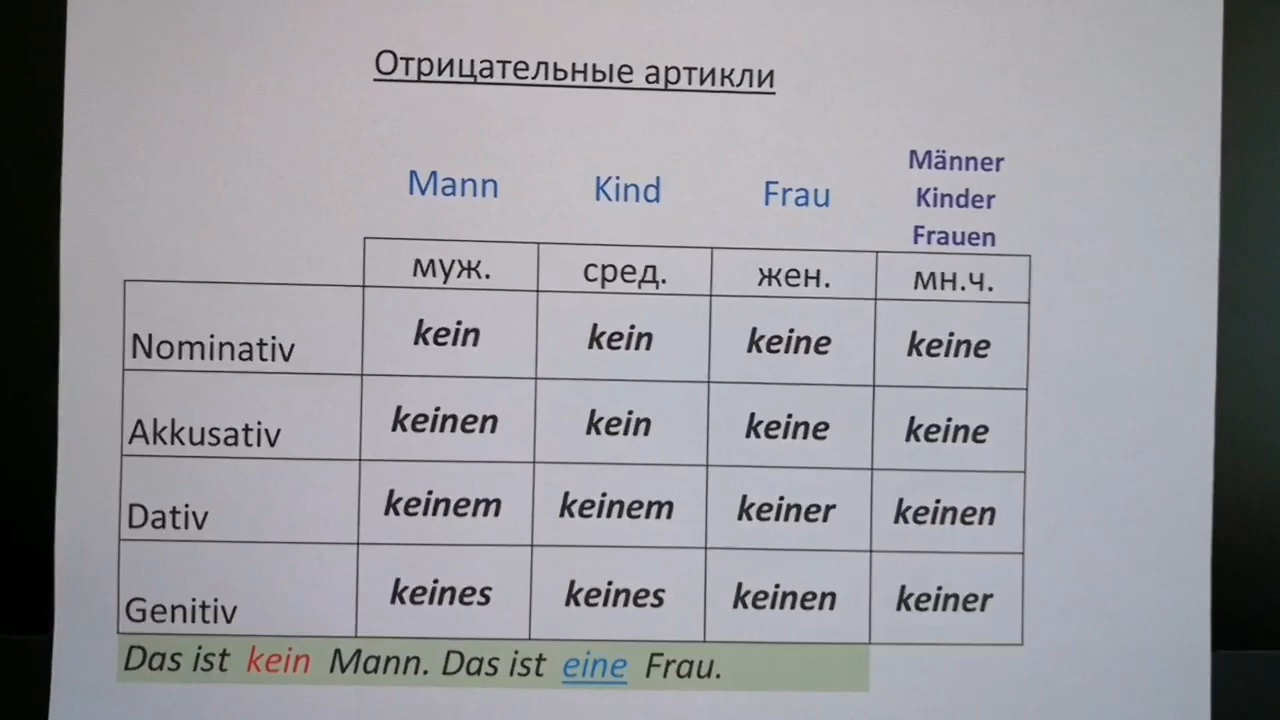 Отрицательные артикли
Mann Kind Frau Männer
Kinder
Frauen
муж. сред. жен. мн.ч.
Nominativ kein kein keine keine
Akkusativ keinen kein keine keine
Dativ keinem keinem keiner keinen
Genitiv keines keines keinen keiner
Das ist kein Mann. Das ist eine Frau.